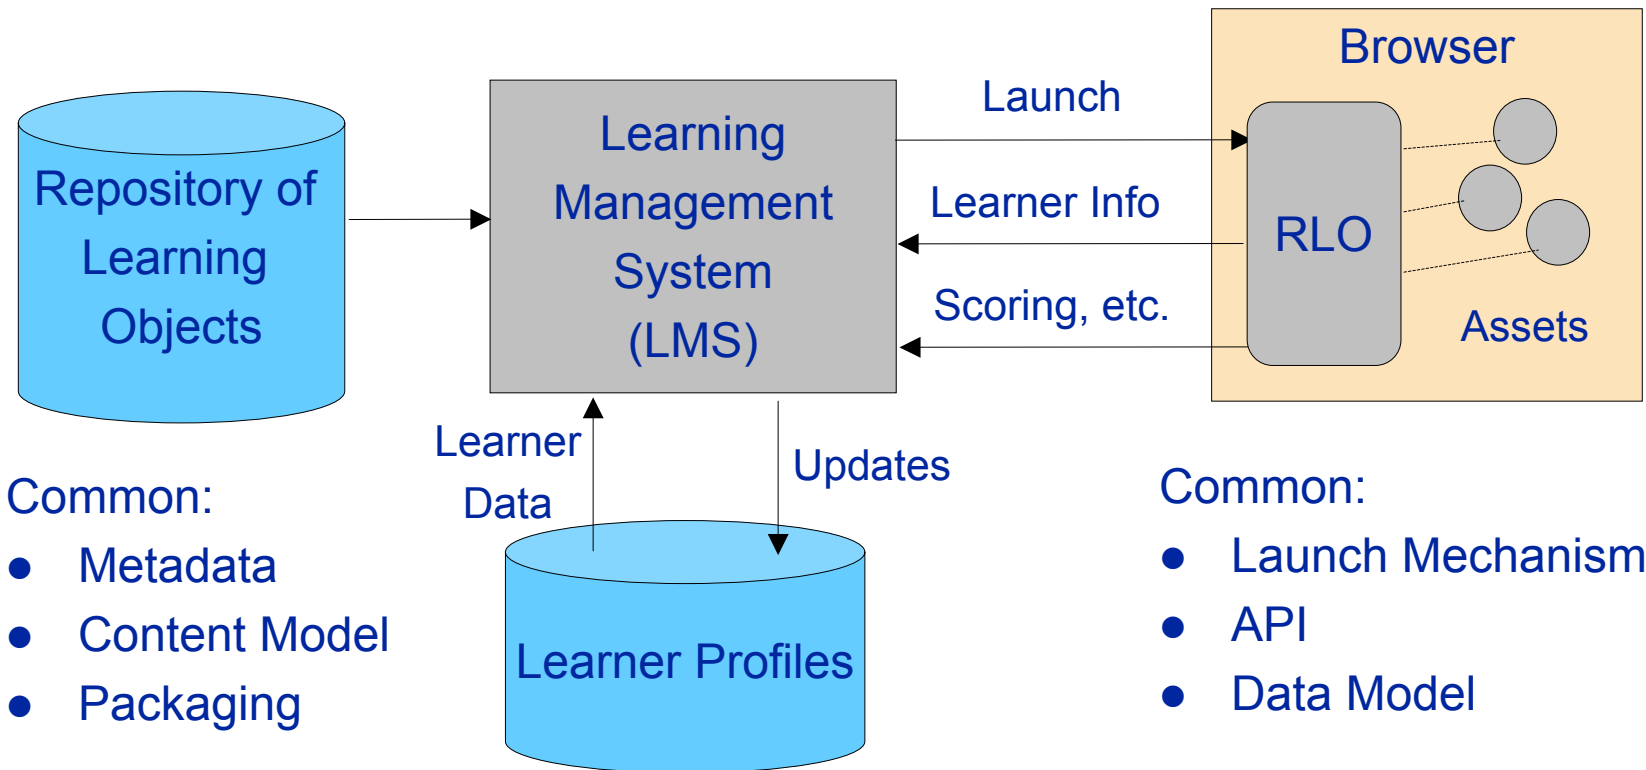 Browser
Launch
Learning
Management
System
(LMS)
Repository of
Learning
Objects
Learner Info
RLO
Scoring, etc.
Assets
Learner
Data
Updates
Common:
● Metadata
● Content Model
● Packaging
Learner Profiles
Common:
● Launch Mechanism
● API
● Data Model